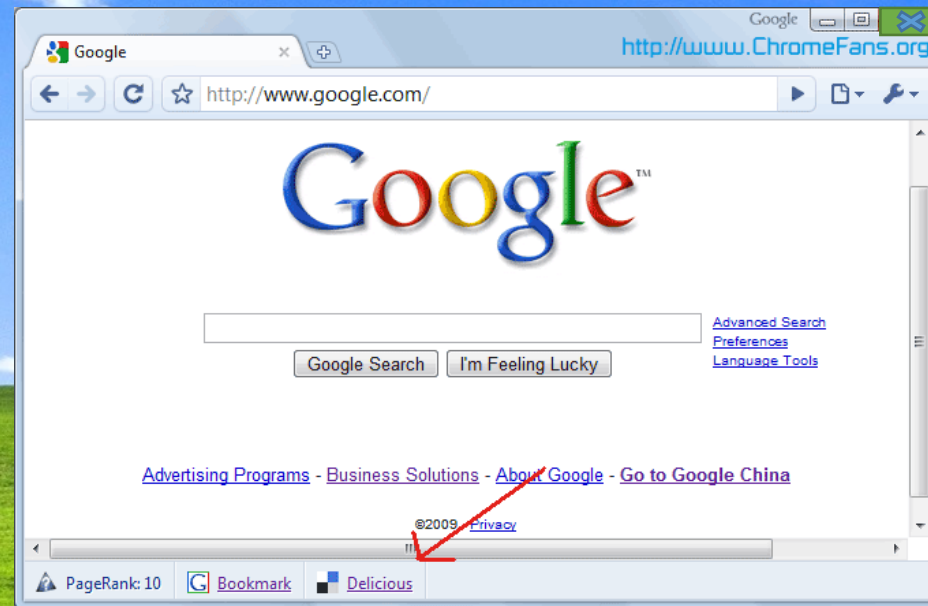 Google
Google
http://www.ChromeFans.org
http://www.google.com/
Google™
Advanced Search
Preferences
Language Tools
Google Search
I'm Feeling Lucky
Advertising Programs - Business Solutions - About Google - Go to Google China
©2009 - Privacy
PageRank: 10
Bookmark
Delicious